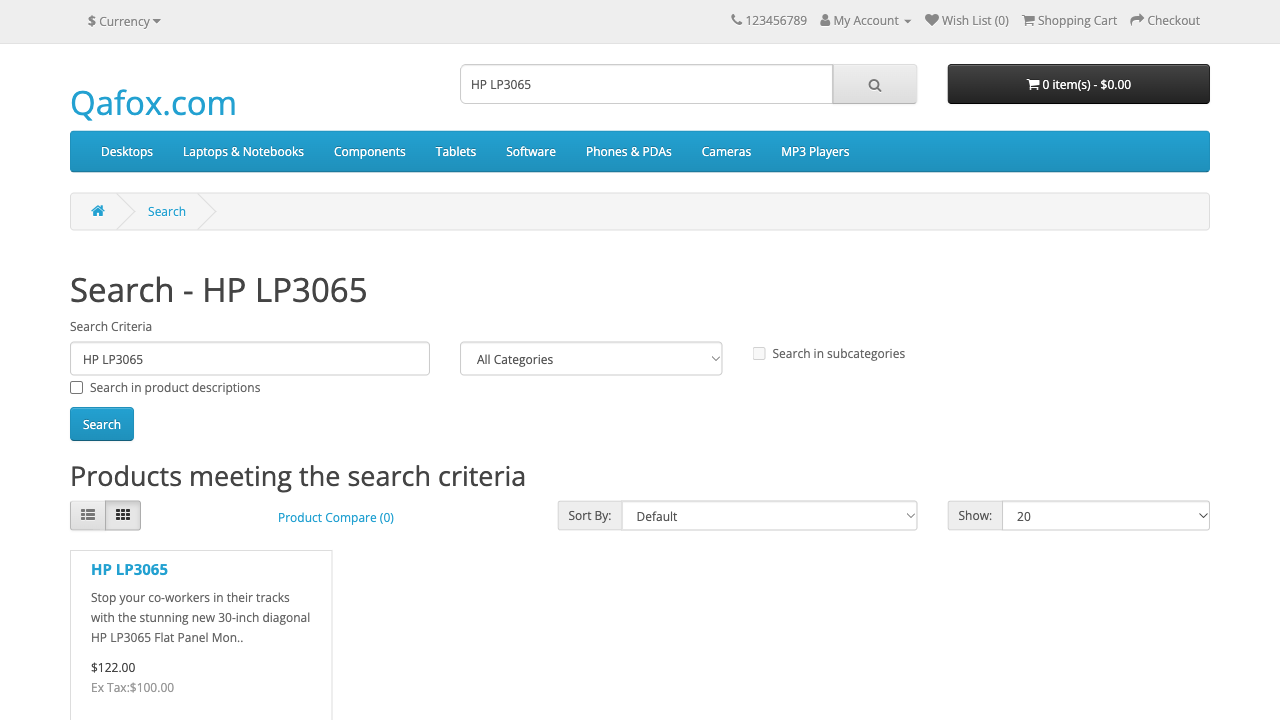 $ Currency
123456789 My Account Wish List (0) Shopping Cart Checkout
Qafox.com
HP LP3065
0 item(s) - $0.00
Desktops Laptops & Notebooks Components Tablets Software Phones & PDAs Cameras MP3 Players
Search
Search - HP LP3065
Search Criteria
HP LP3065 All Categories Search in subcategories
Search in product descriptions
Search
Products meeting the search criteria
Product Compare (0) Sort By: Default Show: 20
HP LP3065
Stop your co-workers in their tracks
with the stunning new 30-inch diagonal
HP LP3065 Flat Panel Mon..
$122.00
Ex Tax:$100.00